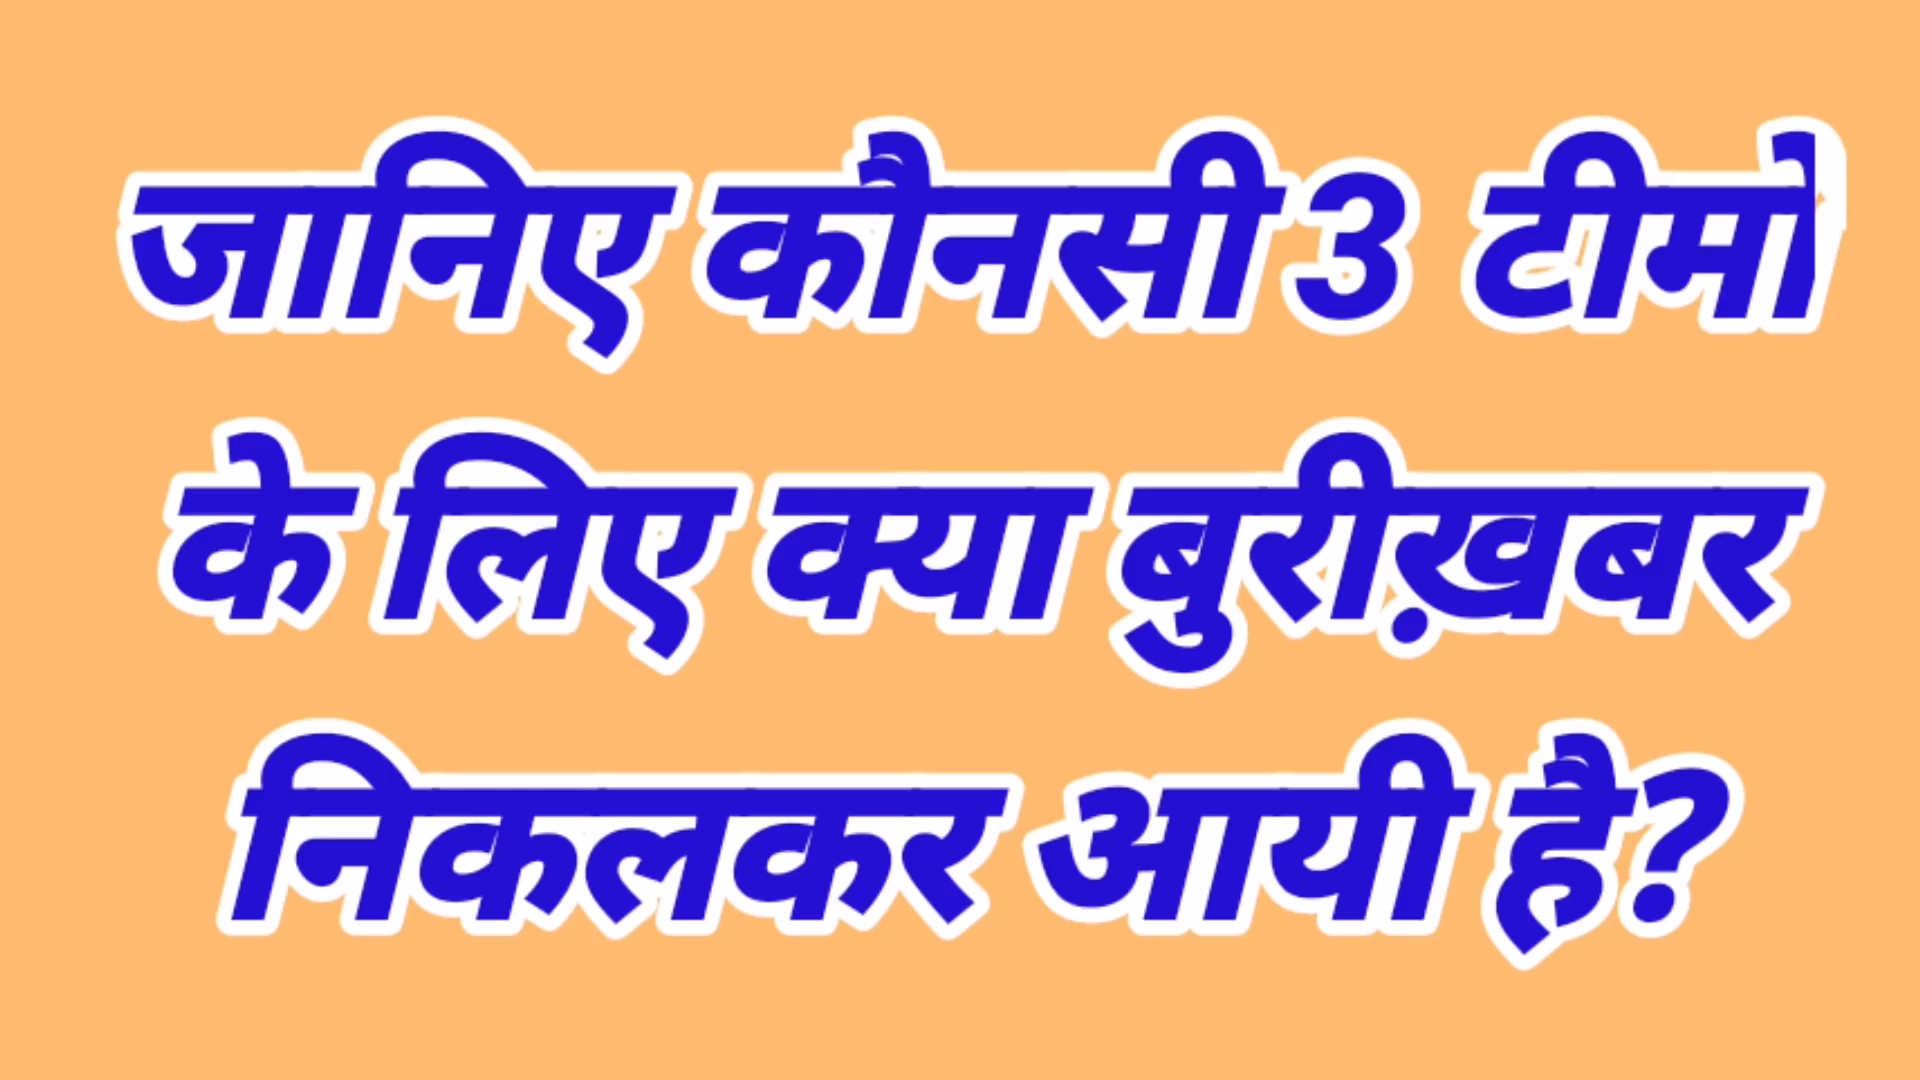 जानिए कौनसी 3 टीमो
के लिए क्या बुरीख़बर
निकलकर आयी है?